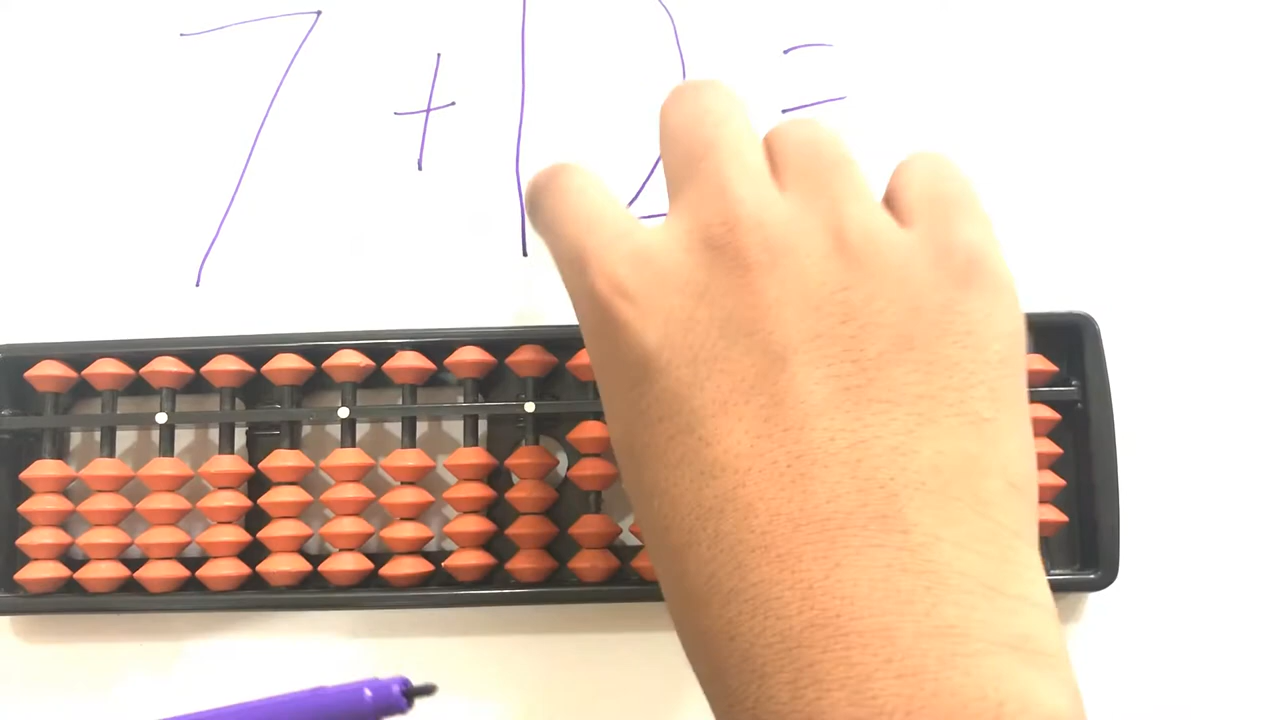 7 + 12 =